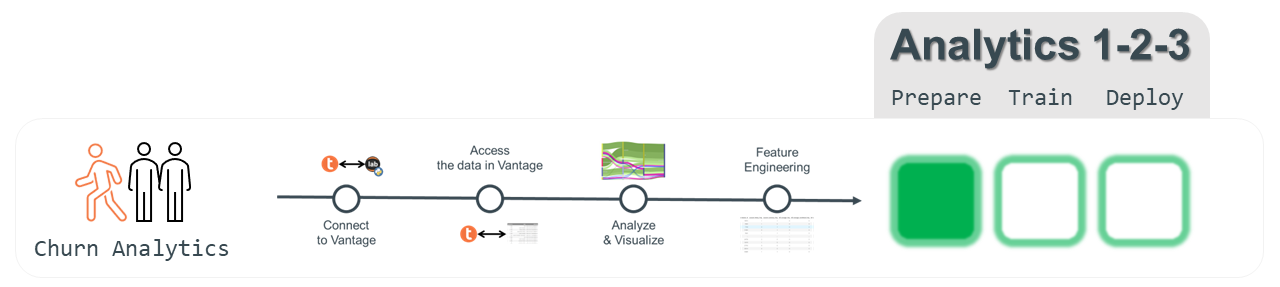 Analytics 1-2-3
Prepare Train Deploy
Churn Analytics
t
lab
Connect
to Vantage
Access
the data in Vantage
t
Analyze
& Visualize
Feature
Engineering